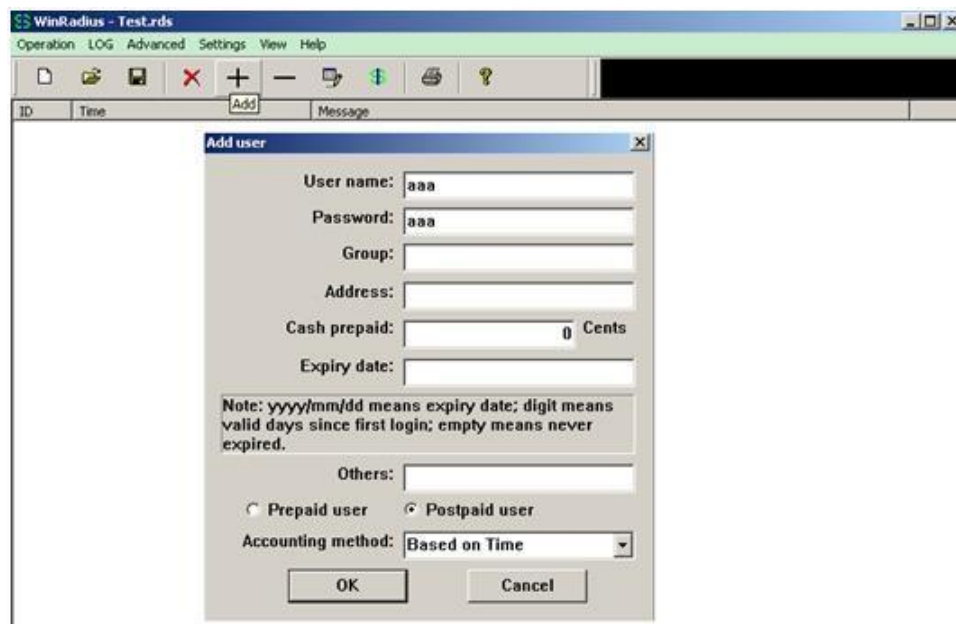 WinRadius - Test.rds
Operation LOG Advanced Settings View Help
Add
ID Time Message
Add user
User name: aaa
Password: aaa
Group:
Address:
Cash prepaid: 0 Cents
Expiry date:
Note: yyyy/mm/dd means expiry date; digit means
valid days since first login; empty means never
expired.
Others:
Prepaid user Postpaid user
Accounting method: Based on Time
OK Cancel